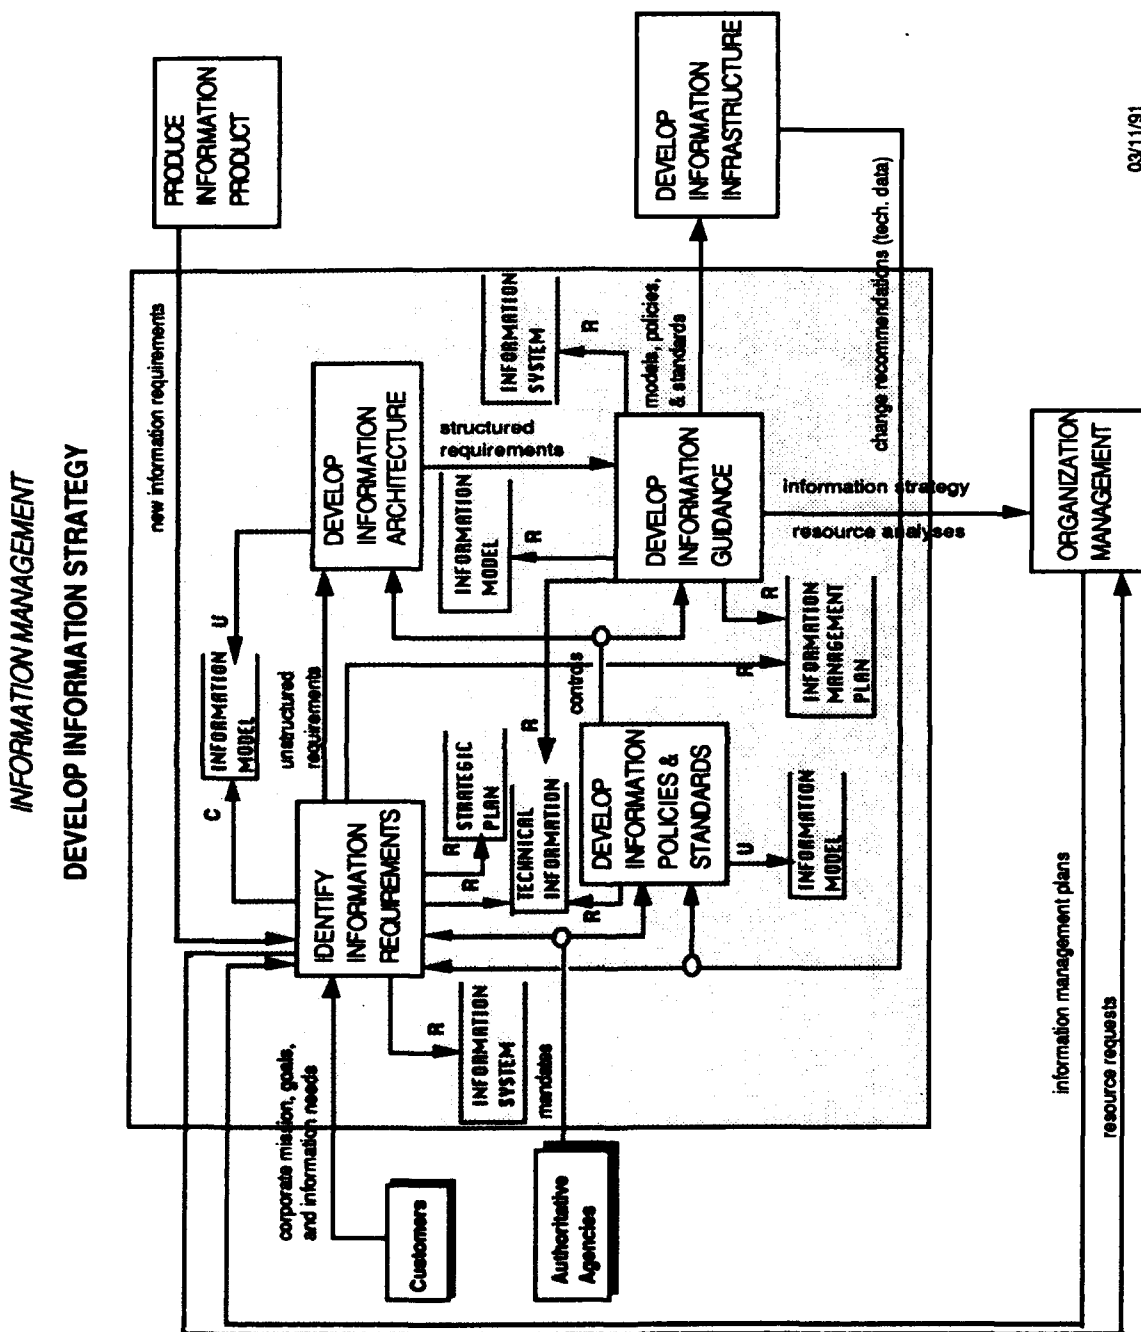 INFORMATION MANAGEMENT
DEVELOP INFORMATION STRATEGY
new information requirements
PRODUCE
INFORMATION
PRODUCT
C
INFORMATION
MODEL
U
corporate mission, goals,
and information needs
IDENTIFY
INFORMATION
REQUIREMENTS
unstructured
requirements
DEVELOP
INFORMATION
ARCHITECTURE
Customers
R
INFORMATION
SYSTEM
R
R
STRATEGIC
PLAN
structured
requirements
INFORMATION
MODEL
R
INFORMATION
SYSTEM
R
mandates
TECHNICAL
INFORMATION
R
R
controls
Authoritative
Agencies
DEVELOP
INFORMATION
POLICIES &
STANDARDS
DEVELOP
INFORMATION
GUIDANCE
models, policies,
& standards
DEVELOP
INFORMATION
INFRASTRUCTURE
U
INFORMATION
MODEL
R
R
INFORMATION
MANAGEMENT
PLAN
information strategy
resource analyses
change recommendations (tech. data)
information management plans
resource requests
ORGANIZATION
MANAGEMENT
03/11/91